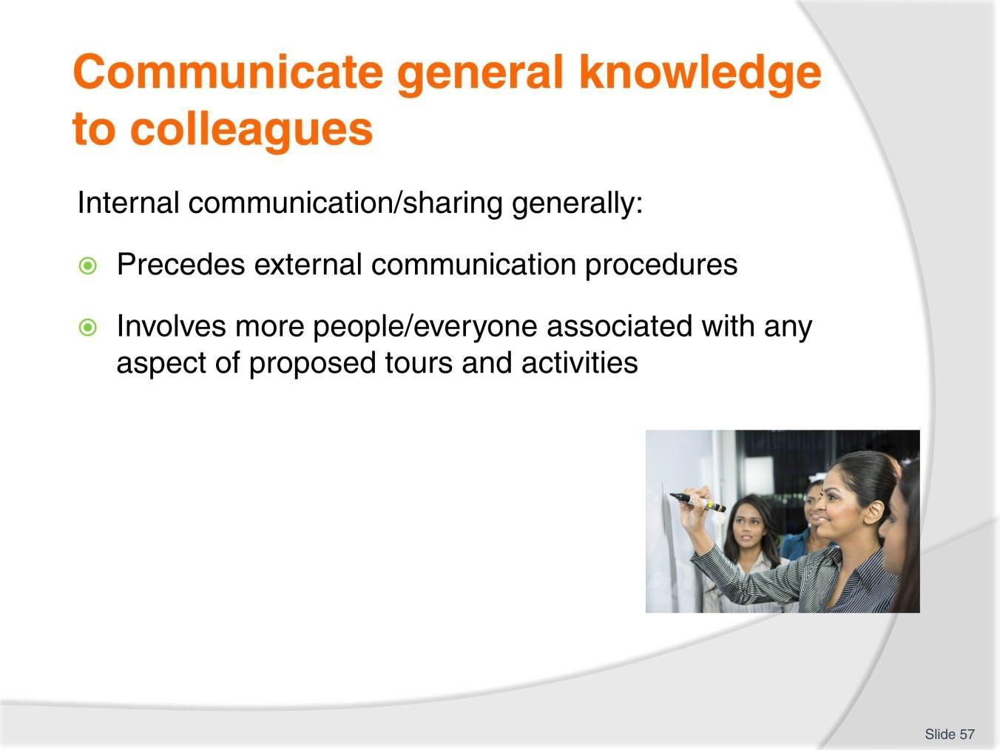 Communicate general knowledge
to colleagues
Internal communication/sharing generally:
Precedes external communication procedures
Involves more people/everyone associated with any
aspect of proposed tours and activities
Slide 57